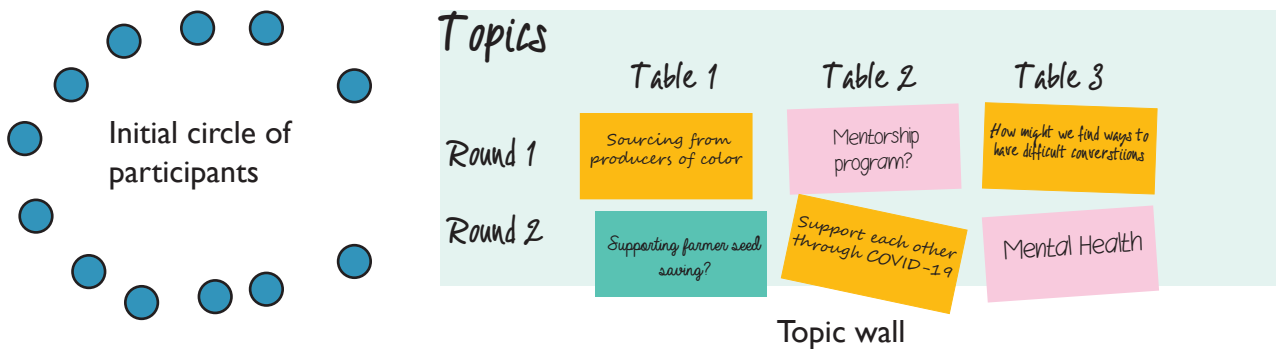 Initial circle of
participants
Topics
Table 1
Table 2
Table 3
Round 1
Sourcing from
producers of color
Mentorship
program?
How might we find ways to
have difficult converstiions
Round 2
Supporting farmer seed
saving?
Support each other
through COVID-19
Mental Health
Topic wall